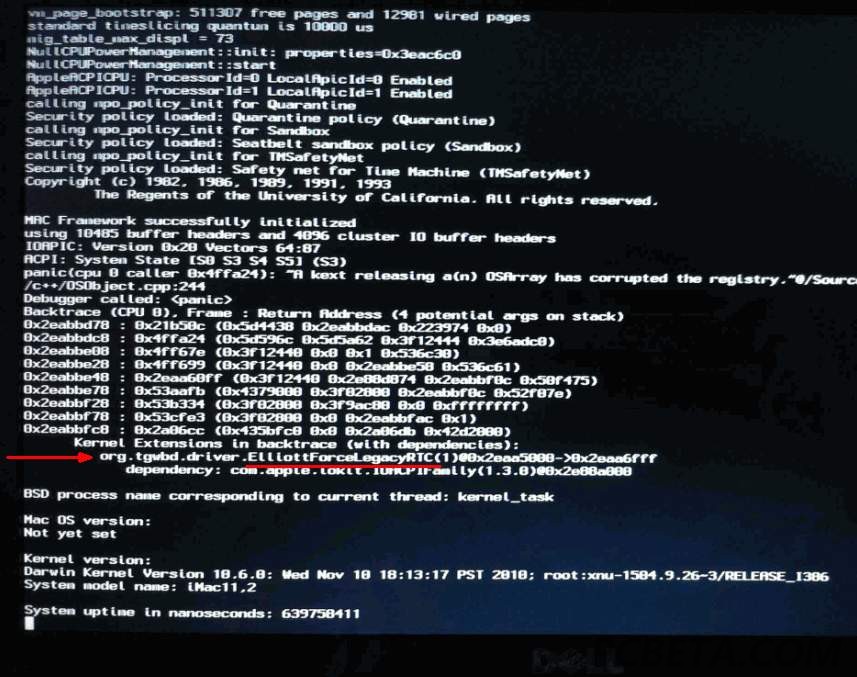 vm_page_bootstrap: 511307 free pages and 12981 wired pages
standard timeslicing quantum is 10000 us
mig_table_max_displ = 73
NullCPUPowerManagement::init: properties=0x3eac6c0
NullCPUPowerManagement::start
AppleACPICPU: ProcessorId=0 LocalApicId=0 Enabled
AppleACPICPU: ProcessorId=1 LocalApicId=1 Enabled
calling mpo_policy_init for Quarantine
Security policy loaded: Quarantine policy (Quarantine)
calling mpo_policy_init for Sandbox
Security policy loaded: Seatbelt sandbox policy (Sandbox)
calling mpo_policy_init for TMSafetyNet
Security policy loaded: Safety net for Time Machine (TMSafetyNet)
Copyright (c) 1982, 1986, 1989, 1991, 1993
The Regents of the University of California. All rights reserved.
MAC Framework successfully initialized
using 10485 buffer headers and 4096 cluster IO buffer headers
IOAPIC: Version 0x20 Vectors 64:87
ACPI: System State [S0 S3 S4 S5] (S3)
panic(cpu 0 caller 0x4ffa24): "A kext releasing a(n) OSArray has corrupted the registry."@/Source
/c++/OSObject.cpp:244
Debugger called: <panic>
Backtrace (CPU 0), Frame : Return Address (4 potential args on stack)
0x2eabbd78 : 0x21b50c (0x5d4438 0x2eabbdac 0x223974 0x0)
0x2eabbdc8 : 0x4ffa24 (0x5d596c 0x5d5a62 0x3f12444 0x3e6adc0)
0x2eabbe08 : 0x4ff67e (0x3f12440 0x0 0x1 0x536c30)
0x2eabbe28 : 0x4ff699 (0x3f12440 0x0 0x2eabbe58 0x536c61)
0x2eabbe48 : 0x2eaa60ff (0x3f12440 0x2e88d874 0x2eabbf0c 0x50f475)
0x2eabbe78 : 0x53aafb (0x4379000 0x3f02800 0x2eabbf0c 0x52f07e)
0x2eabbf28 : 0x53b334 (0x3f02800 0x3f9ac80 0x0 0xffffffff)
0x2eabbf78 : 0x53cfe3 (0x3f02800 0x0 0x2eabbfac 0x1)
0x2eabbfc8 : 0x2a06cc (0x435bfc0 0x0 0x2a06db 0x42d2000)
Kernel Extensions in backtrace (with dependencies):
org.tgwbd.driver.ElliottForceLegacyRTC(1)@0x2eaa5000->0x2eaa6fff
dependency: com.apple.iokit.IOACPIFamily(1.3.0)@0x2e88a000
BSD process name corresponding to current thread: kernel_task
Mac OS version:
Not yet set
Kernel version:
Darwin Kernel Version 10.6.0: Wed Nov 10 18:13:17 PST 2010; root:xnu-1504.9.26~3/RELEASE_I386
System model name: iMac11,2
System uptime in nanoseconds: 639758411